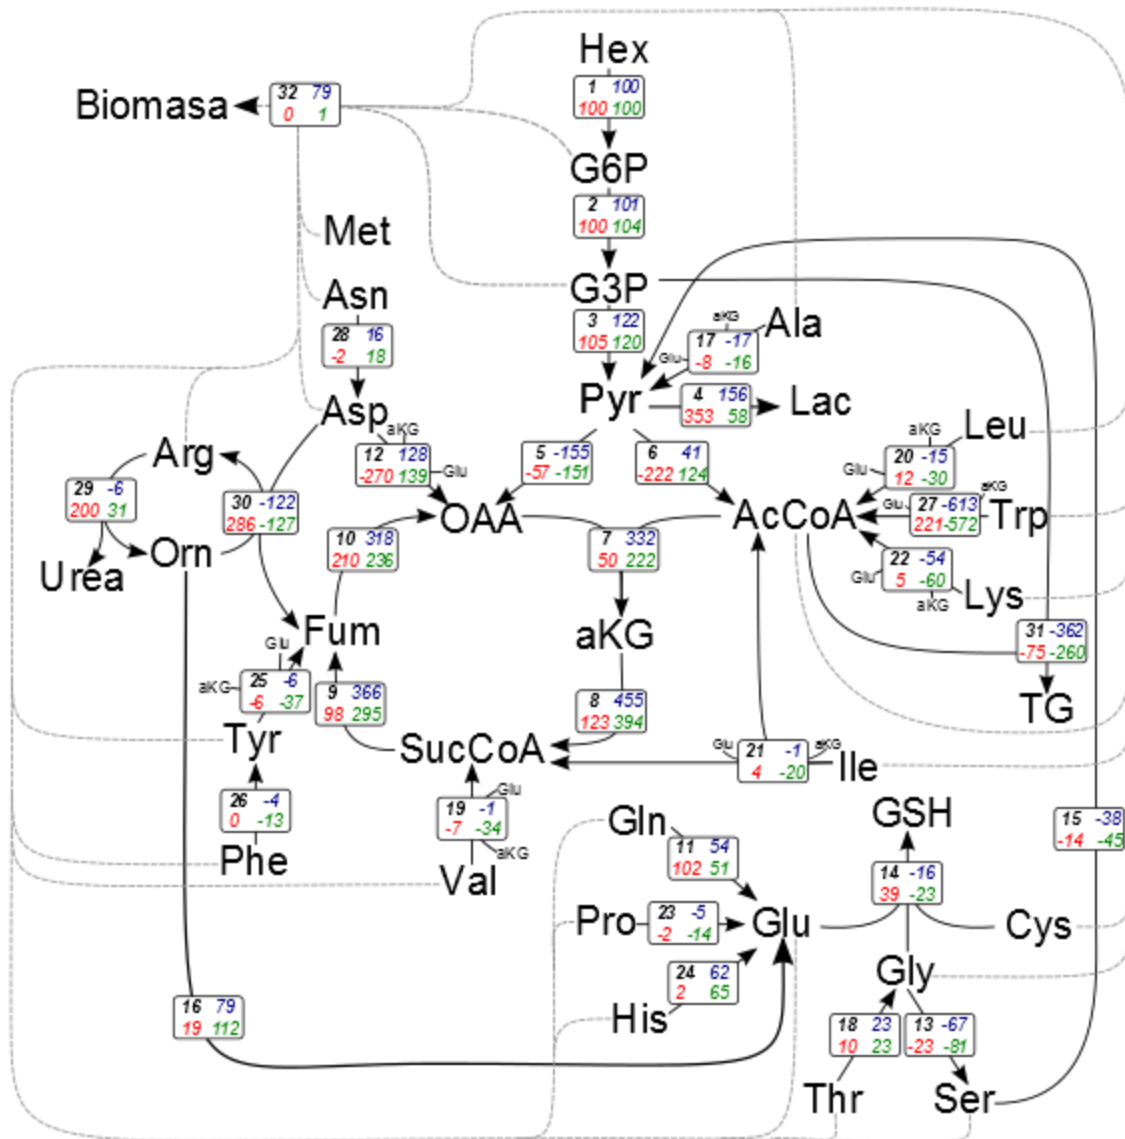 Hex
1 100
100 100
Biomasa
32 79
0 1
G6P
2 101
100 104
Met
G3P
3 122
105 120
Asn
28 16
-2 18
aKG
Ala
17 -17
-8 -16
Glu
Pyr
4 156
353 58
Lac
Asp
aKG
12 128
-270 139
Glu
5 -155
-57 -151
6 41
-222 124
Leu
aKG
20 -15
12 -30
Glu
Arg
29 -6
200 31
30 -122
286 -127
OAA
AcCoA
Glu
27 -613
221 -572
aKG
Trp
Orn
Urea
10 318
210 236
7 332
50 222
22 -54
5 -60
Glu
aKG
Lys
Fum
aKG
31 -362
-75 -260
TG
Glu
aKG
25 -6
-6 -37
9 366
98 295
8 455
123 394
Tyr
SucCoA
Glu
21 -1
4 -20
aKG
Ile
26 -4
0 -13
Phe
19 -1
-7 -34
Glu
aKG
Val
Gln
11 54
102 51
GSH
15 -38
-14 -45
14 -16
39 -23
Pro
23 -5
-2 -14
Glu
Cys
24 62
2 65
His
Gly
16 79
19 112
18 23
10 23
13 -67
-23 -81
Thr
Ser